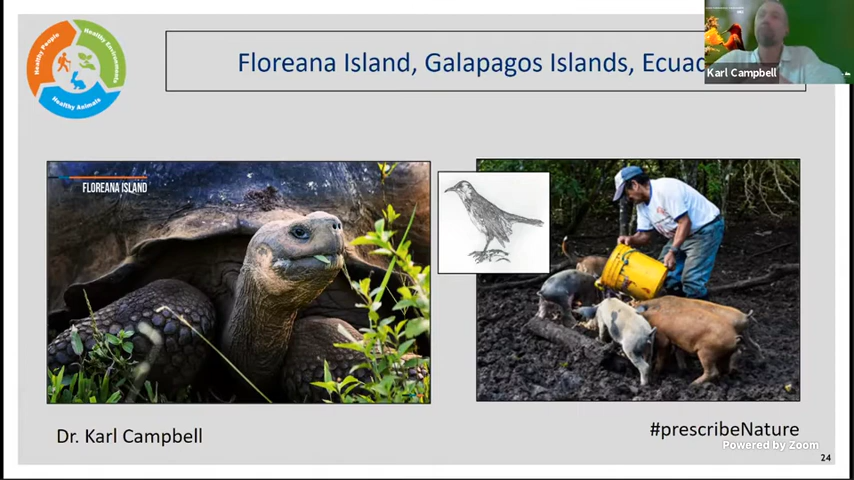 Healthy People
Healthy Environments
Healthy Animals
Floreana Island, Galapagos Islands, Ecuad
Karl Campbell
FLOREANA ISLAND
Dr. Karl Campbell
#prescribeNature
Powered by Zoom
24